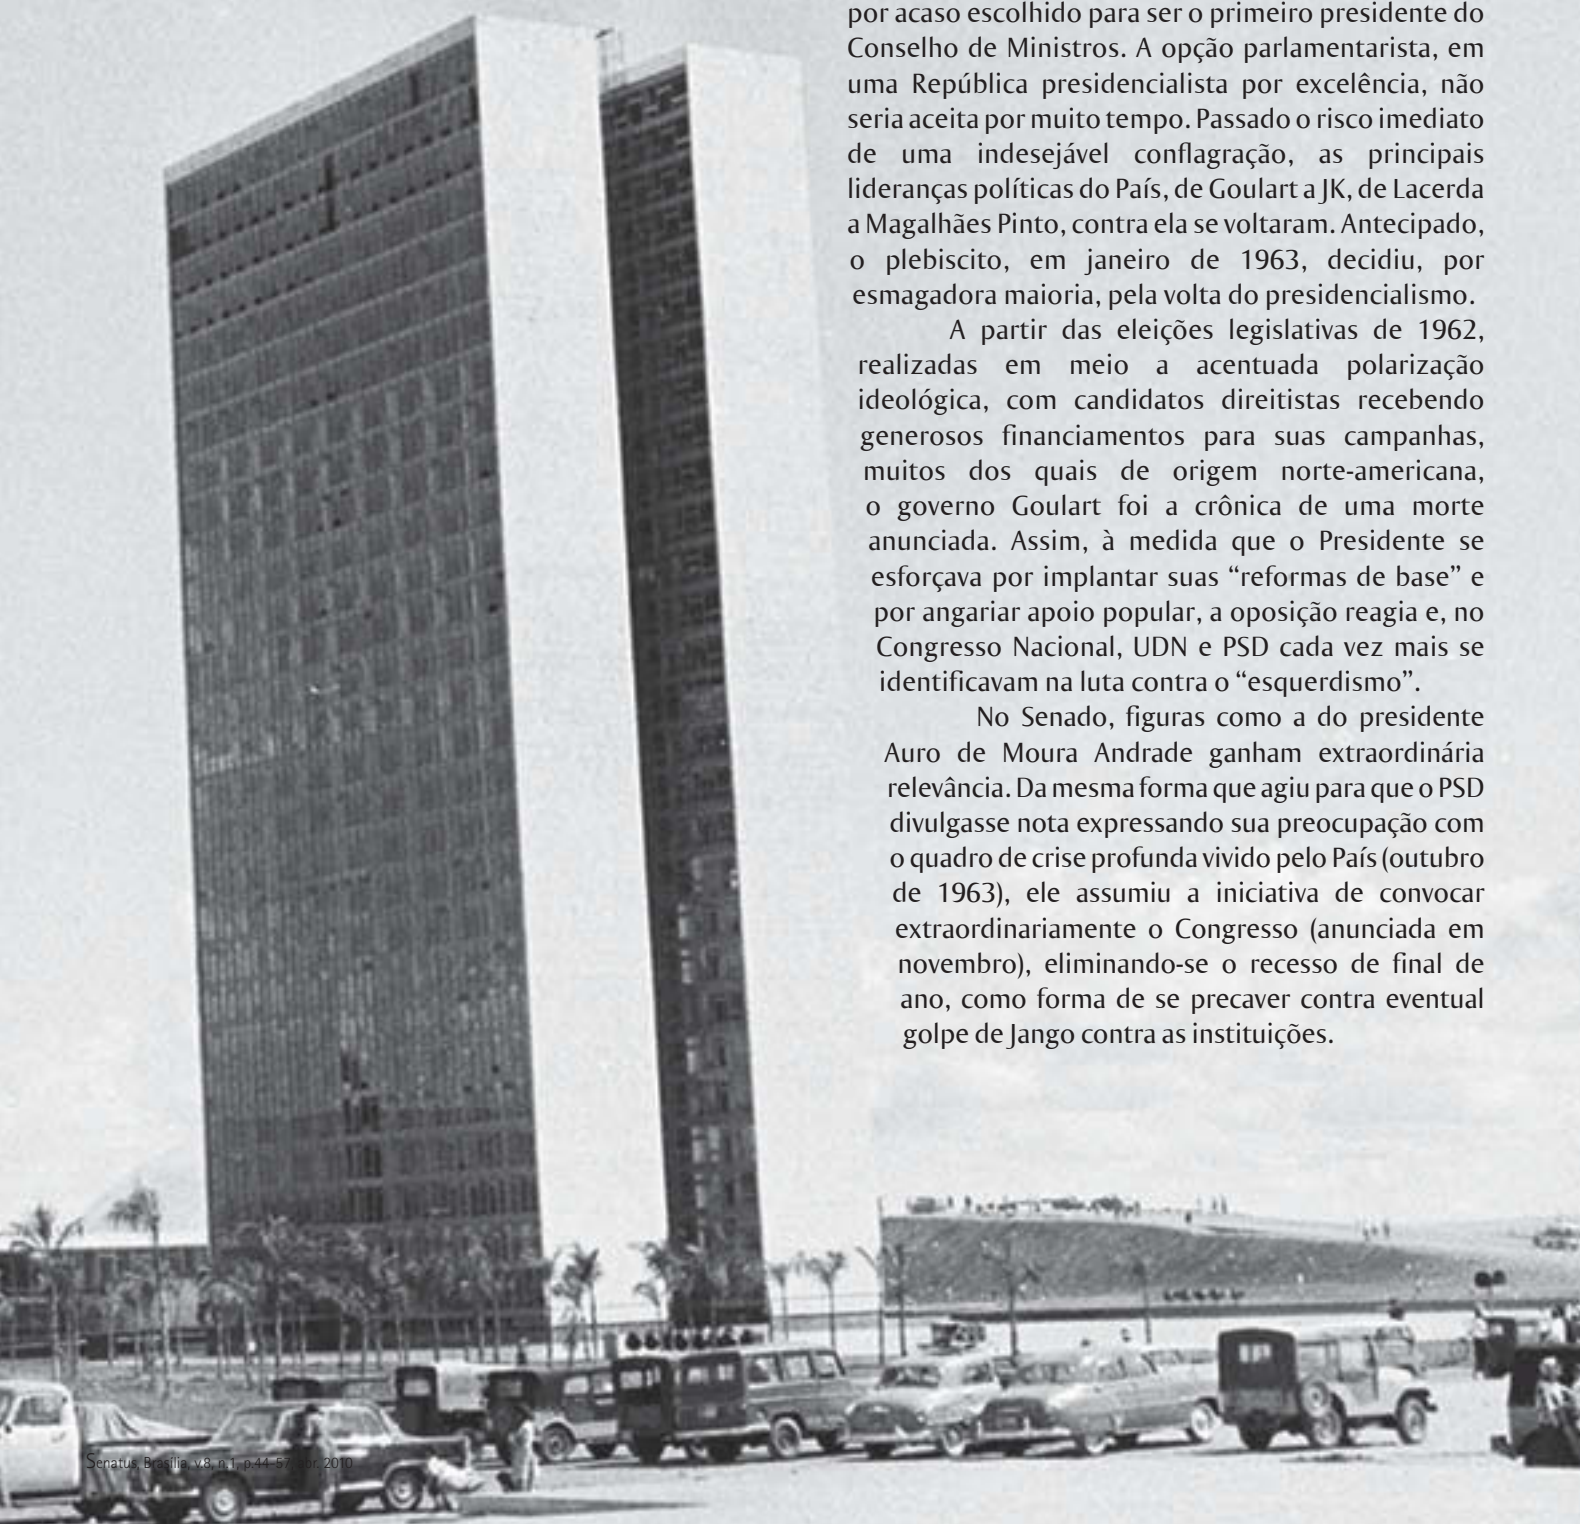 por acaso escolhido para ser o primeiro presidente do
Conselho de Ministros. A opção parlamentarista, em
uma República presidencialista por excelência, não
seria aceita por muito tempo. Passado o risco imediato
de uma indesejável conflagração, as principais
lideranças políticas do País, de Goulart a JK, de Lacerda
a Magalhães Pinto, contra ela se voltaram. Antecipado,
o plebiscito, em janeiro de 1963, decidiu, por
esmagadora maioria, pela volta do presidencialismo.
A partir das eleições legislativas de 1962,
realizadas em meio a acentuada polarização
ideológica, com candidatos direitistas recebendo
generosos financiamentos para suas campanhas,
muitos dos quais de origem norte-americana,
o governo Goulart foi a crônica de uma morte
anunciada. Assim, à medida que o Presidente se
esforçava por implantar suas “reformas de base” e
por angariar apoio popular, a oposição reagia e, no
Congresso Nacional, UDN e PSD cada vez mais se
identificavam na luta contra o “esquerdismo”.
No Senado, figuras como a do presidente
Auro de Moura Andrade ganham extraordinária
relevância. Da mesma forma que agiu para que o PSD
divulgasse nota expressando sua preocupação com
o quadro de crise profunda vivido pelo País (outubro
de 1963), ele assumiu a iniciativa de convocar
extraordinariamente o Congresso (anunciada em
novembro), eliminando-se o recesso de final de
ano, como forma de se precaver contra eventual
golpe de Jango contra as instituições.
Senatus, Brasília, v.8, n.1, p.44-57, abr. 2010